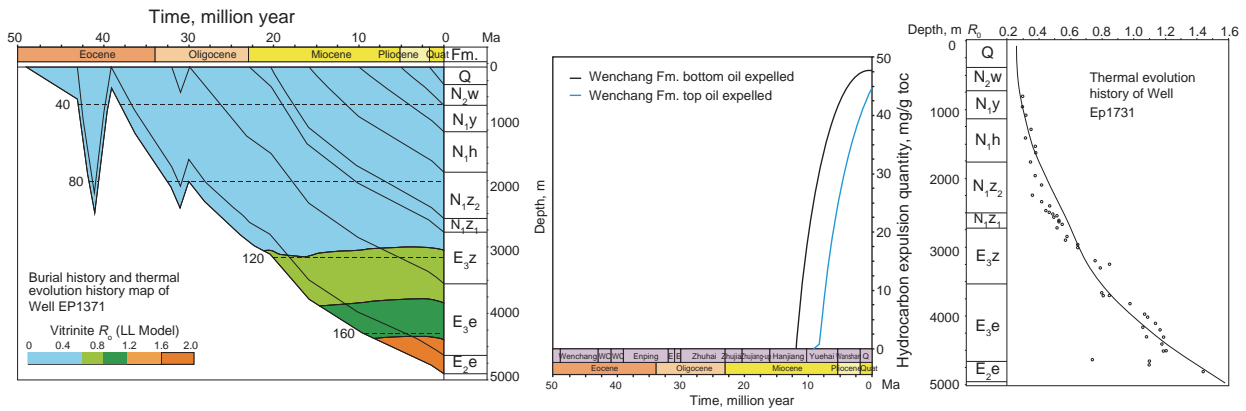 Time, million year
50
40
30
20
10
0
Ma
Eocene
Oligocene
Miocene
Pliocene
Quat
Fm.
0
1000
2000
3000
4000
5000
Depth, m
Q
N₂w
N₁y
N₁h
N₁z₂
N₁z₁
E₃z
E₃e
E₂e
40
80
120
160
Burial history and thermal
evolution history map of
Well EP1371
Vitrinite Rₒ (LL Model)
0
0.4
0.8
1.2
1.6
2.0
Wenchang Fm. bottom oil expelled
Wenchang Fm. top oil expelled
50
40
30
20
10
0
Hydrocarbon expulsion quantity, mg/g toc
Wenchang
WC
WC
Enping
E
E
Zhuhai
Zhujia
Zhujiang-up
Hanjiang
Yuehai
Wanshan
Q
Eocene
Oligocene
Miocene
Pliocene
Quat
50
40
30
20
10
0
Ma
Time, million year
Depth, m
R₀
0.2
0.4
0.6
0.8
1.0
1.2
1.4
1.6
0
1000
2000
3000
4000
5000
Q
N₂w
N₁y
N₁h
N₁z₂
N₁z₁
E₃z
E₃e
E₂e
Thermal evolution
history of Well
Ep1731